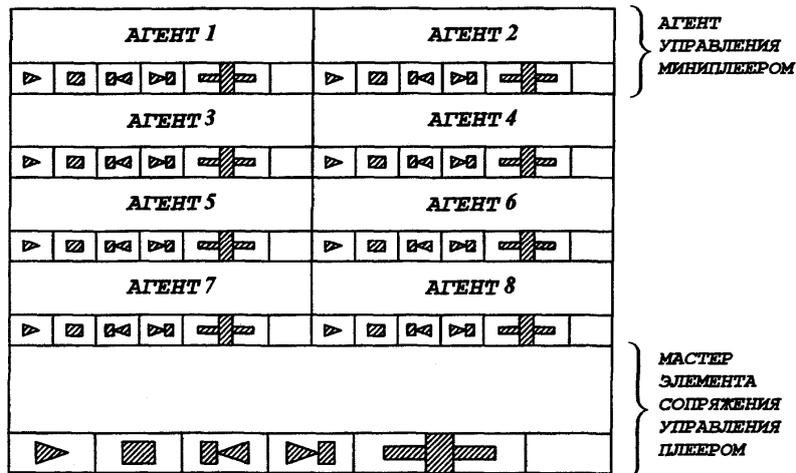 АГЕНТ 1
АГЕНТ 2
АГЕНТ
УПРАВЛЕНИЯ
МИНИПЛЕЕРОМ
АГЕНТ 3
АГЕНТ 4
АГЕНТ 5
АГЕНТ 6
АГЕНТ 7
АГЕНТ 8
МАСТЕР
ЭЛЕМЕНТА
СОПРЯЖЕНИЯ
УПРАВЛЕНИЯ
ПЛЕЕРОМ